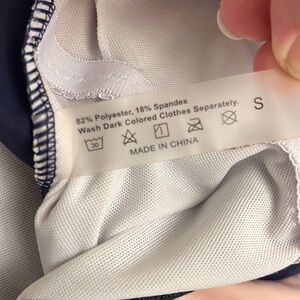 82% Polyester, 18% Spandex
Wash Dark Colored Clothes Separately.
S
30
MADE IN CHINA